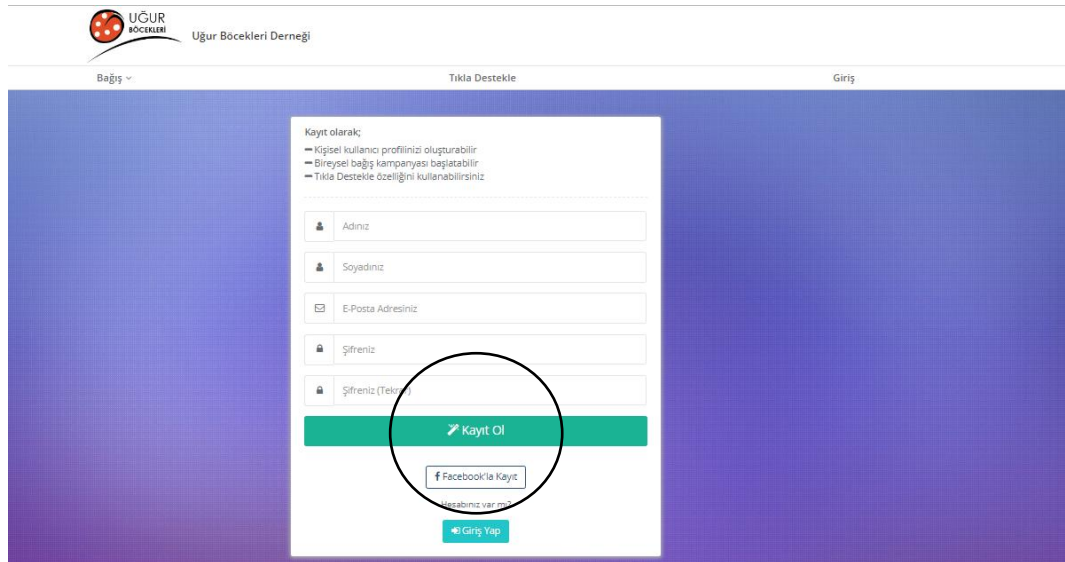 UĞUR
BÖCEKLERİ
Uğur Böcekleri Derneği
Bağış
Tıkla Destekle
Giriş
Kayıt olarak;
Kişisel kullanıcı profilinizi oluşturabilir
Bireysel bağış kampanyası başlatabilir
Tıkla Destekle özelliğini kullanabilirsiniz
Adınız
Soyadınız
E-Posta Adresiniz
Şifreniz
Şifreniz (Tekrar)
Kayıt Ol
f Facebook'la Kayıt
Hesabınız var mı?
Giriş Yap